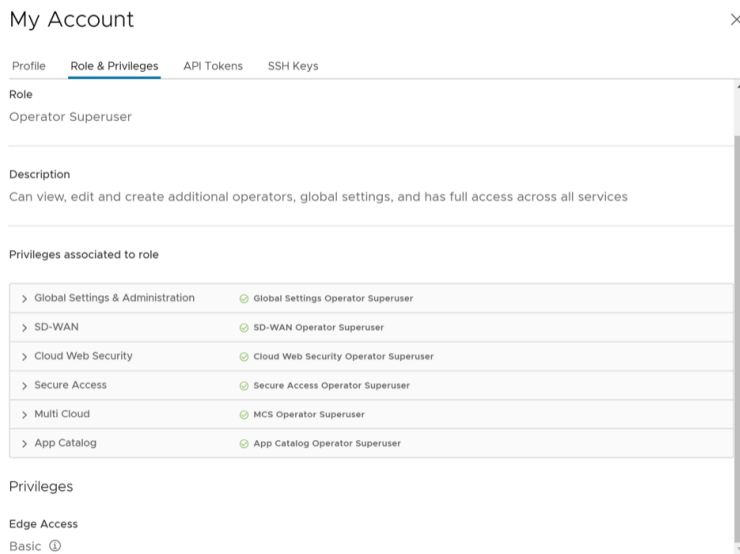 My Account
Profile Role & Privileges API Tokens SSH Keys
Role
Operator Superuser
Description
Can view, edit and create additional operators, global settings, and has full access across all services
Privileges associated to role
Global Settings & Administration Global Settings Operator Superuser
SD-WAN SD-WAN Operator Superuser
Cloud Web Security Cloud Web Security Operator Superuser
Secure Access Secure Access Operator Superuser
Multi Cloud MCS Operator Superuser
App Catalog App Catalog Operator Superuser
Privileges
Edge Access
Basic